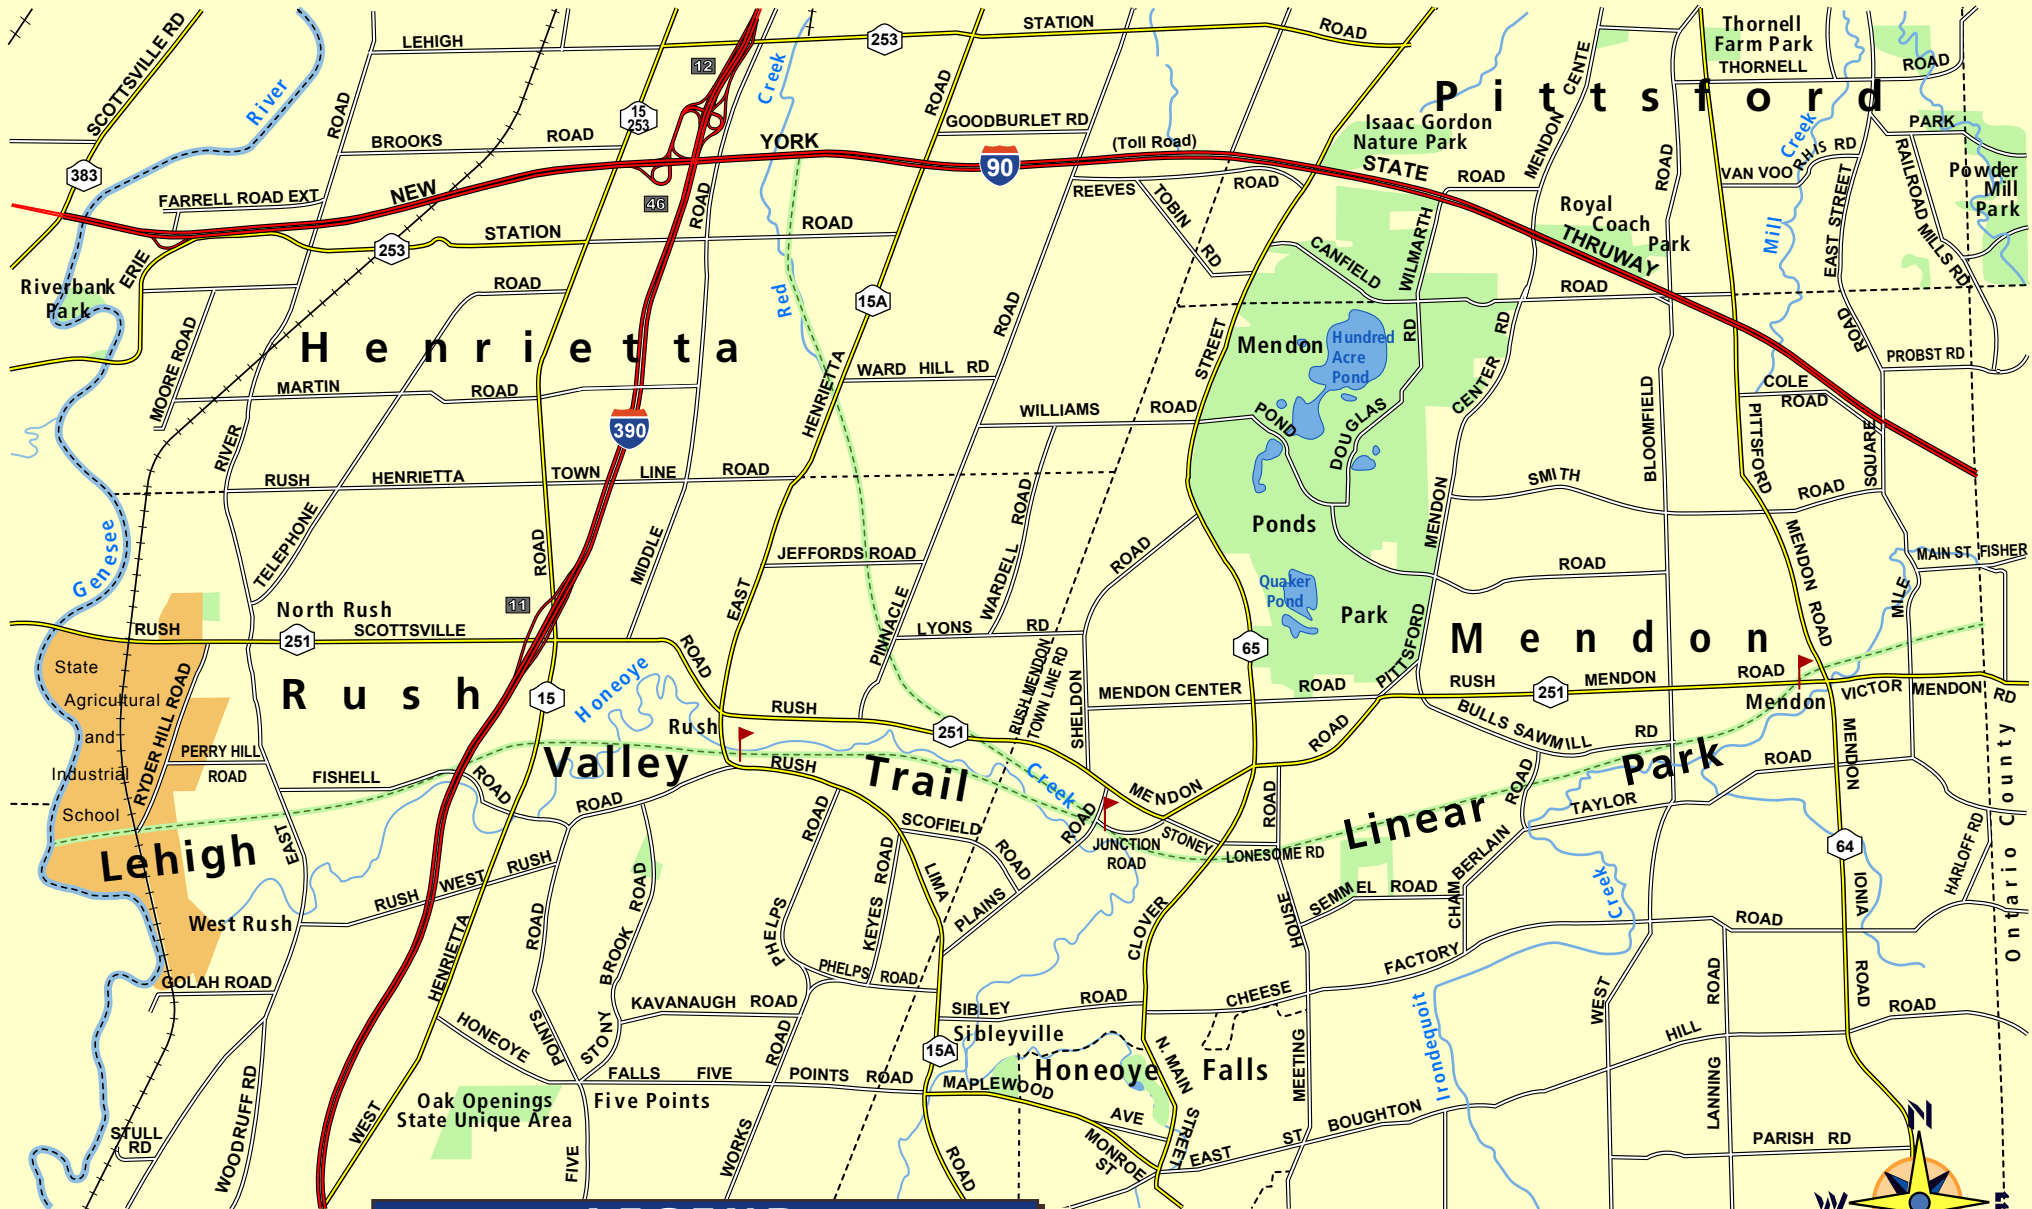 SCOTTSVILLE RD
River
LEHIGH
ROAD
12
Creek
253
STATION
ROAD
Thornell
Farm Park
THORNELL
ROAD
Pittsford
MENDON CENTE
15
253
ROAD
GOODBURLET RD
Isaac Gordon
Nature Park
PARK
BROOKS
ROAD
YORK
(Toll Road)
STATE
90
383
FARRELL ROAD EXT
NEW
46
ROAD
REEVES
ROAD
ROAD
ROAD
VAN VOO
RHIS RD
Creek
Mill
RAILROAD MILLS RD
Powder
Mill
Park
TOBIN
RD
Royal
Coach
Park
THRUWAY
EAST STREET
ROAD
253
STATION
ROAD
ERIE
CANFIELD
WILMARTH
RD
Riverbank
Park
ROAD
15A
Red
ROAD
ROAD
RD
Henrietta
MOORE ROAD
STREET
Mendon
Hundred
Acre
Pond
PROBST RD
MARTIN
ROAD
HENRIETTA
WARD HILL RD
WILLIAMS
ROAD
POND
DOUGLAS
CENTER
COLE
ROAD
390
RIVER
BLOOMFIELD
PITTSFORD
SQUARE
RUSH
HENRIETTA
TOWN
LINE
ROAD
SMITH
ROAD
TELEPHONE
ROAD
MIDDLE
ROAD
WARDELL
ROAD
Ponds
MENDON
MENDON ROAD
Genesee
JEFFORDS ROAD
EAST
PINNACLE
ROAD
MAIN ST
FISHER
Quaker
Pond
Park
MILE
North Rush
11
RUSH
251
SCOTTSVILLE
ROAD
LYONS
RD
RUSH MENDON
TOWN LINE RD
65
PITTSFORD
Mendon
State
Agricultural
and
Industrial
School
RYDER HILL ROAD
Rush
15
Honeoye
Rush
RUSH
251
SHELDON
MENDON CENTER
ROAD
RUSH
251
MENDON
ROAD
Mendon
VICTOR
MENDON
RD
PERRY HILL
ROAD
FISHELL
ROAD
Valley
RUSH
Trail
Creek
MENDON
ROAD
BULLS SAWMILL
RD
Park
ROAD
MENDON
ROAD
ROAD
SCOFIELD
ROAD
ROAD
STONEY
JUNCTION
ROAD
ROAD
LONESOME RD
Linear
ROAD
TAYLOR
Ontario County
Lehigh
EAST
RUSH
WEST
RUSH
ROAD
LIMA
KEYES ROAD
PLAINS
SEMMEL ROAD
CHAM
BERLAIN
64
HARLOFF RD
West Rush
ROAD
BROOK
PHELPS
CLOVER
HOUSE
Creek
IONIA
ROAD
GOLAH ROAD
HENRIETTA
PHELPS ROAD
FACTORY
CHEESE
KAVANAUGH ROAD
SIBLEY
ROAD
Irondequoit
WEST
ROAD
ROAD
ROAD
HONEOYE
POINTS
STONY
ROAD
Sibleyville
15A
N. MAIN
STREET
MEETING
HILL
FALLS
FIVE
POINTS
ROAD
MAPLEWOOD
Honeoye
Falls
LANNING
WOODRUFF RD
Oak Openings
State Unique Area
Five Points
AVE
MONROE
ST
EAST
ST
BOUGHTON
STULL
RD
WEST
FIVE
WORKS
ROAD
PARISH RD
N
W
LEGEND